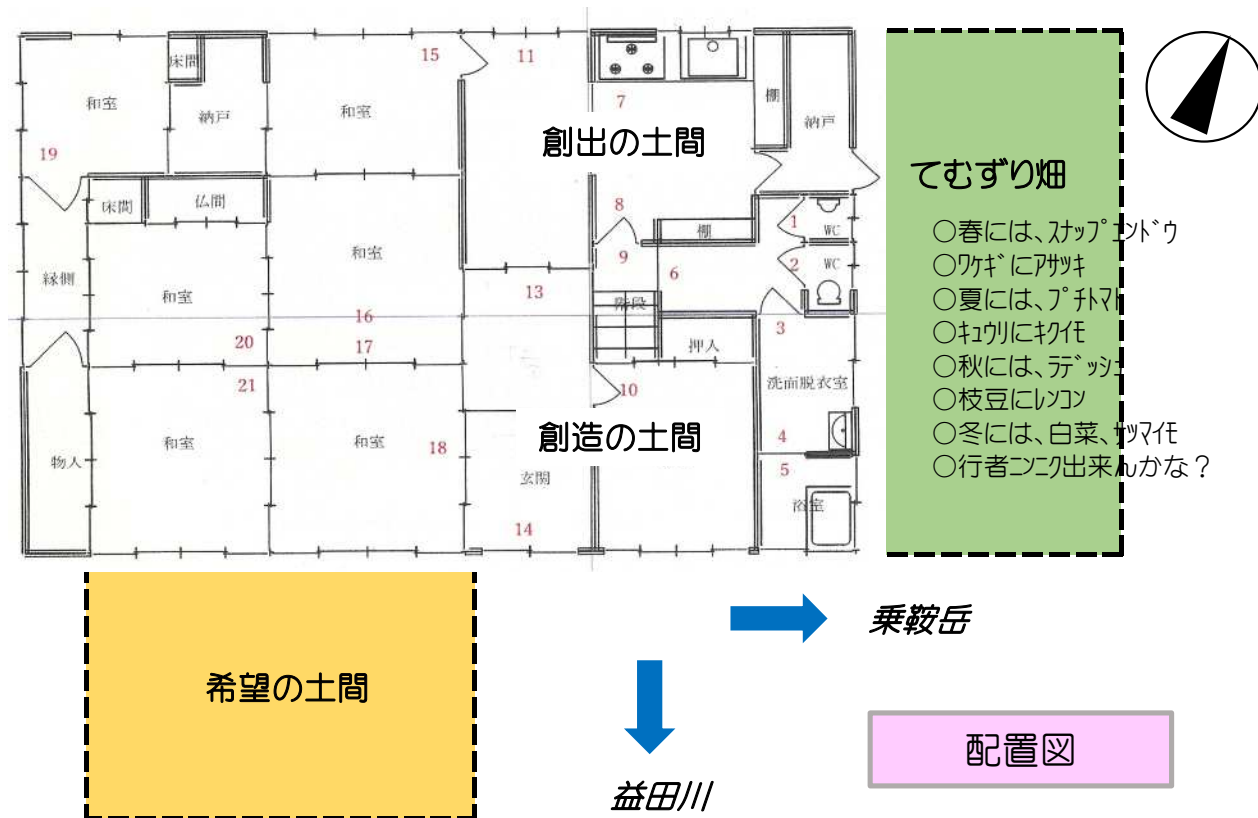 床間
和室
納戸
19
15
和室
11
7
創出の土間
棚
納戸
床間
仏間
縁側
和室
20
和室
16
17
8
9
棚
6
1
WC
2
WC
13
階段
3
押入
洗面脱衣室
4
5
浴室
21
和室
物入
和室
18
10
創造の土間
玄関
14
てむずり畑
○春には、スナップエンドウ
○ワケギにアサツキ
○夏には、プチトマト
○キュウリにキクイモ
○秋には、ラデッシュ
○枝豆にレンコン
○冬には、白菜、サツマイモ
○行者ニンニク出来んかな？
乗鞍岳
希望の土間
益田川
配置図